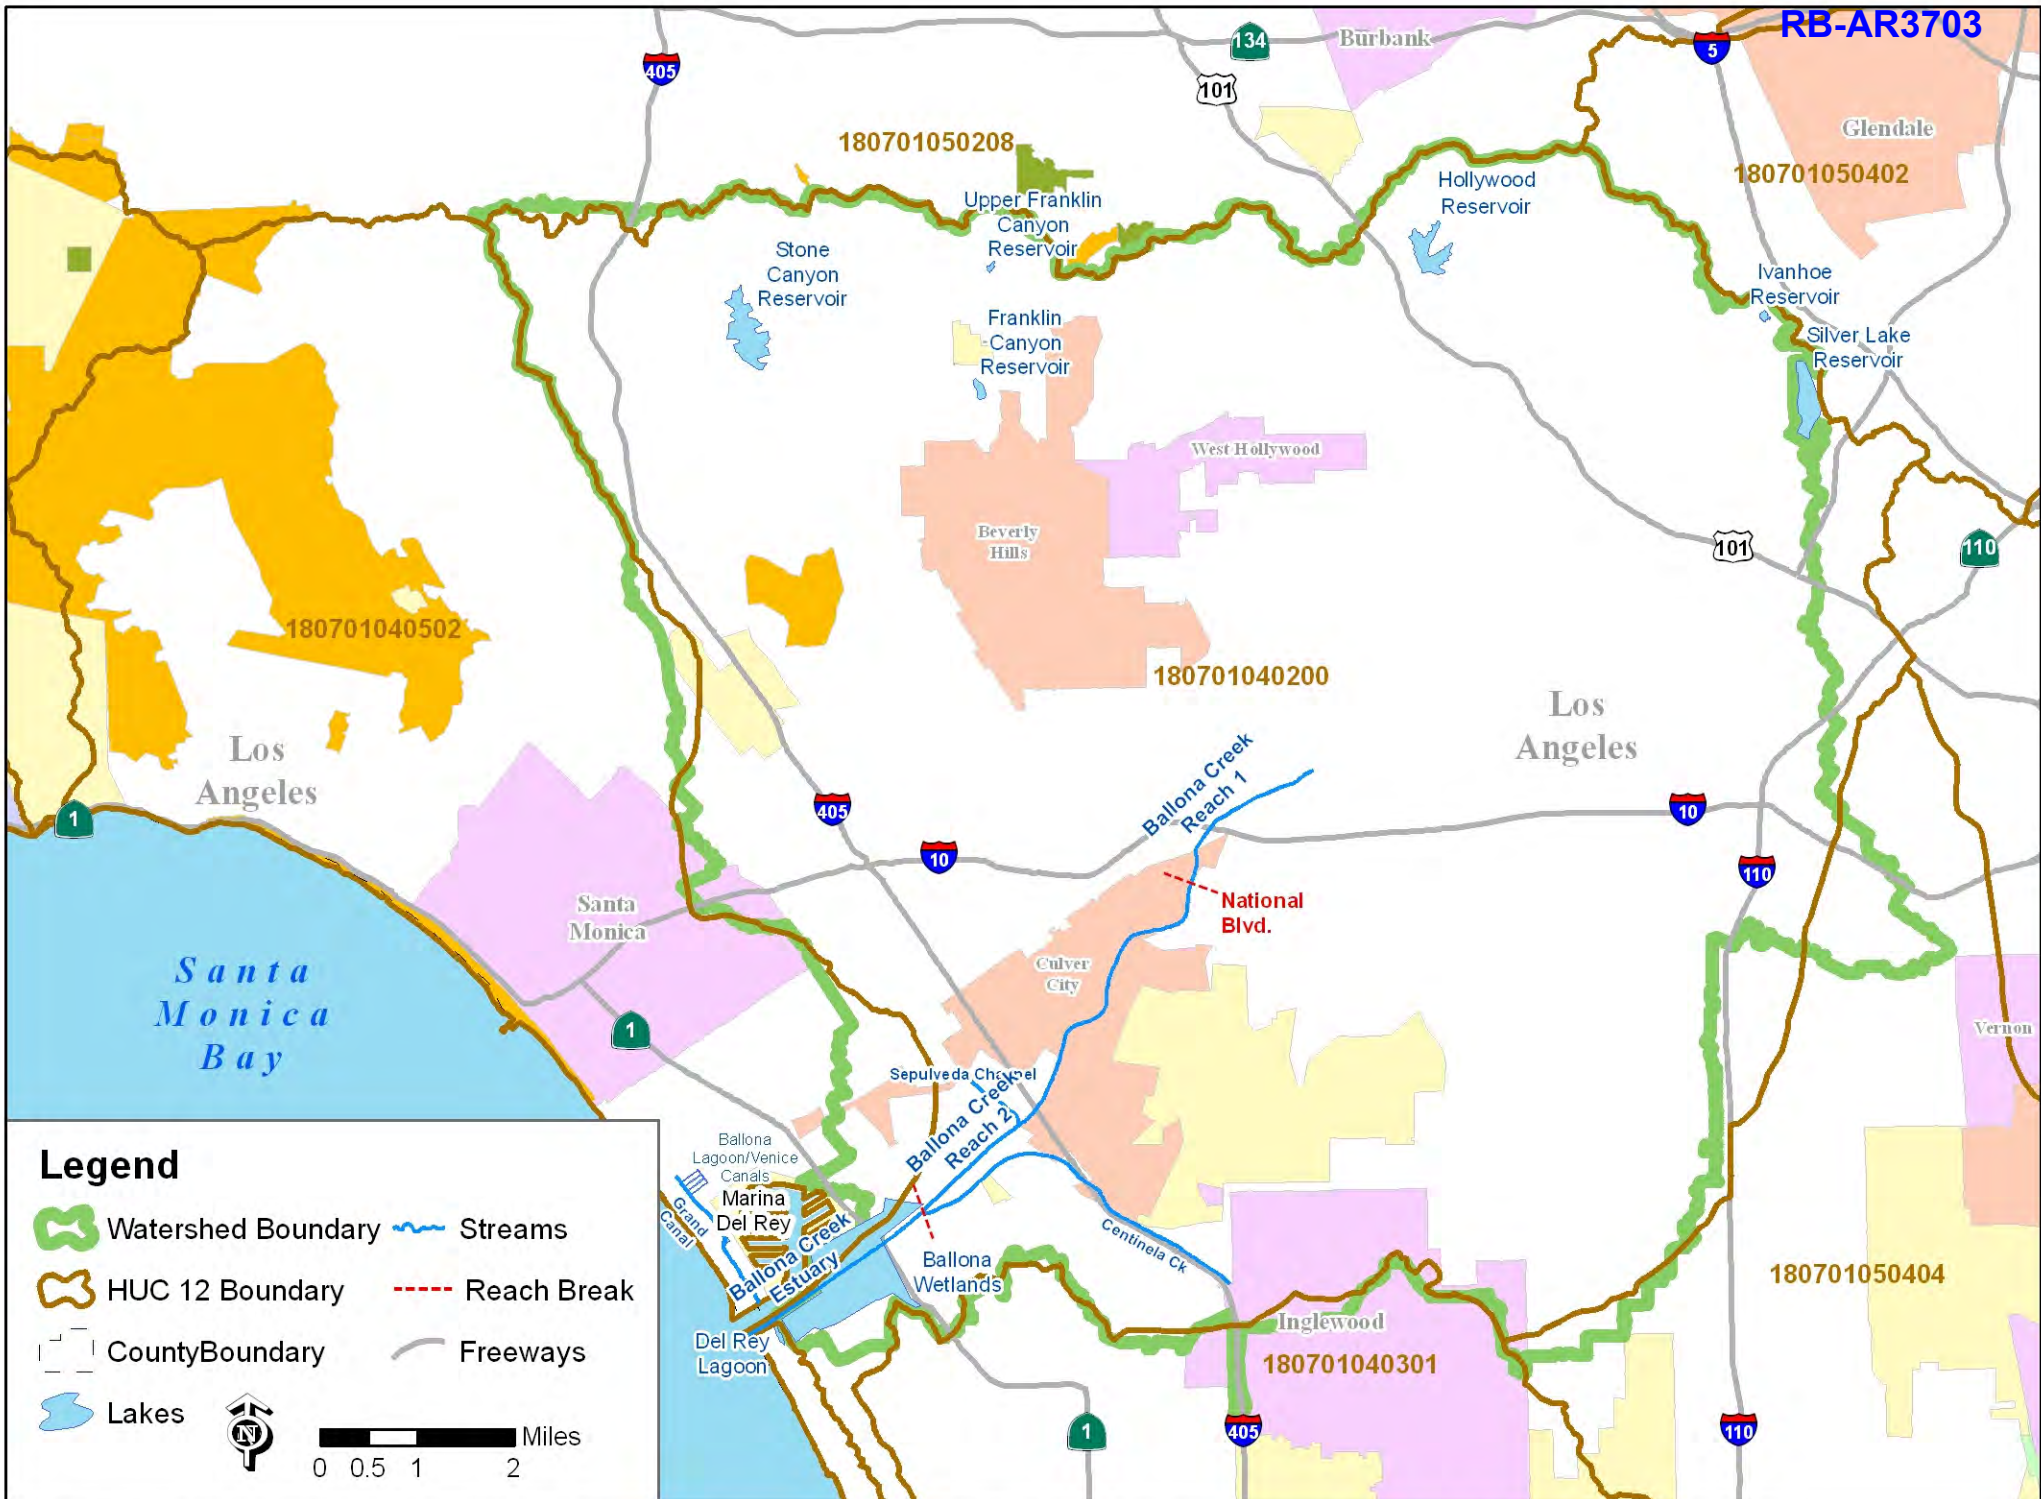 RB-AR3703
134
Burbank
5
405
101
Glendale
180701050208
180701050402
Hollywood
Reservoir
Upper Franklin
Canyon
Reservoir
Stone
Canyon
Reservoir
Ivanhoe
Reservoir
Franklin
Canyon
Reservoir
Silver Lake
Reservoir
West Hollywood
Beverly
Hills
101
110
180701040502
180701040200
Los
Angeles
Los
Angeles
Ballona Creek
Reach 1
1
405
10
10
110
National
Blvd.
Santa
Monica
Culver
City
Santa
Monica
Bay
1
Vernon
Sepulveda Channel
Ballona Creek
Reach 2
Ballona
Lagoon/Venice
Canals
Marina
Del Rey
Grand
Canal
Ballona Creek
Estuary
Centinela Ck
Ballona
Wetlands
Del Rey
Lagoon
Inglewood
180701040301
180701050404
1
405
110
Legend
Watershed Boundary
Streams
HUC 12 Boundary
Reach Break
CountyBoundary
Freeways
Lakes
N
Miles
0 0.5 1 2